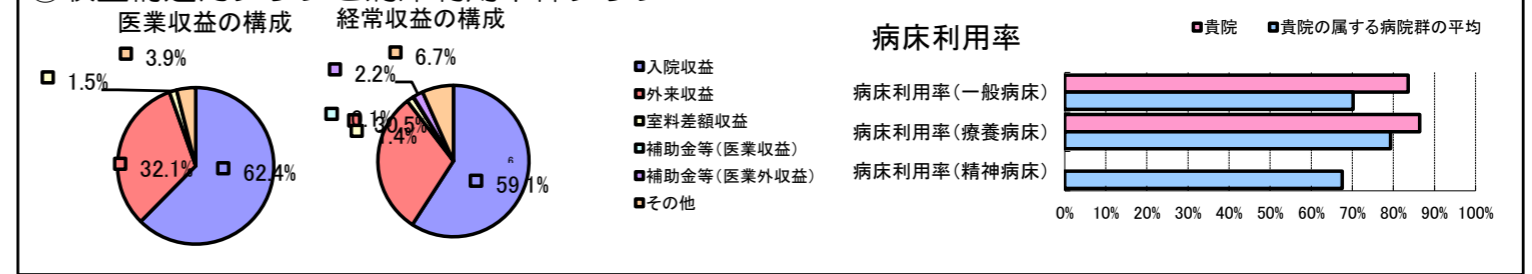 医業収益の構成
3.9%
1.5%
32.1%
62.4%
経常収益の構成
6.7%
2.2%
30.5%
1.4%
59.1%
入院収益
外来収益
室料差額収益
補助金等(医業収益)
補助金等(医業外収益)
その他
病床利用率
貴院
貴院の属する病院群の平均
病床利用率(一般病床)
病床利用率(療養病床)
病床利用率(精神病床)
0% 10% 20% 30% 40% 50% 60% 70% 80% 90% 100%